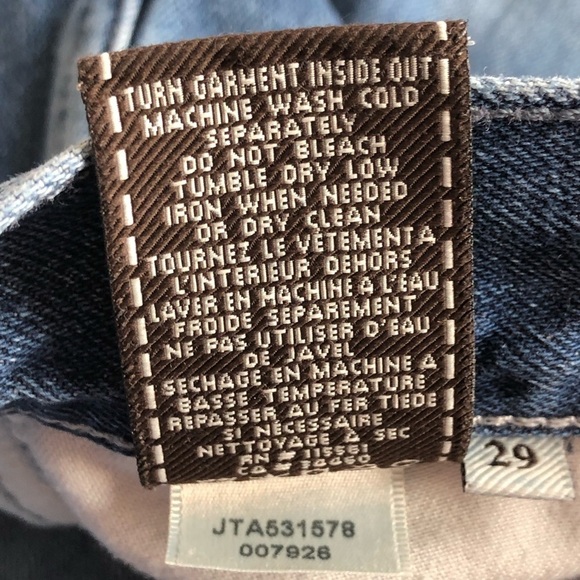 TURN GARMENT INSIDE OUT
MACHINE WASH COLD
SEPARATELY
DO NOT BLEACH
TUMBLE DRY LOW
IRON WHEN NEEDED
OR DRY CLEAN
TOURNEZ LE VETEMENT A
L'INTERIEUR DEHORS
LAVER EN MACHINE A L'EAU
FROIDE SEPAREMENT
NE PAS UTILISER D'EAU
DE JAVEL
SECHAGE EN MACHINE A
BASSE TEMPERATURE
REPASSER AU FER TIEDE
SI NECESSAIRE
NETTOYAGE A SEC
RN # 115561
29
JTA531578
007926